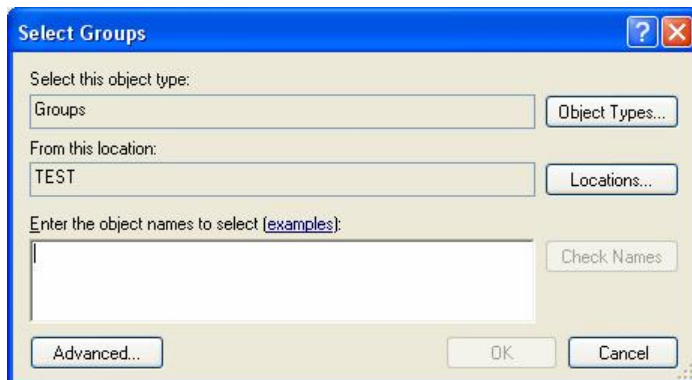 Select Groups
Select this object type:
Groups
Object Types...
From this location:
TEST
Locations...
Enter the object names to select (examples):
Check Names
Advanced...
OK
Cancel